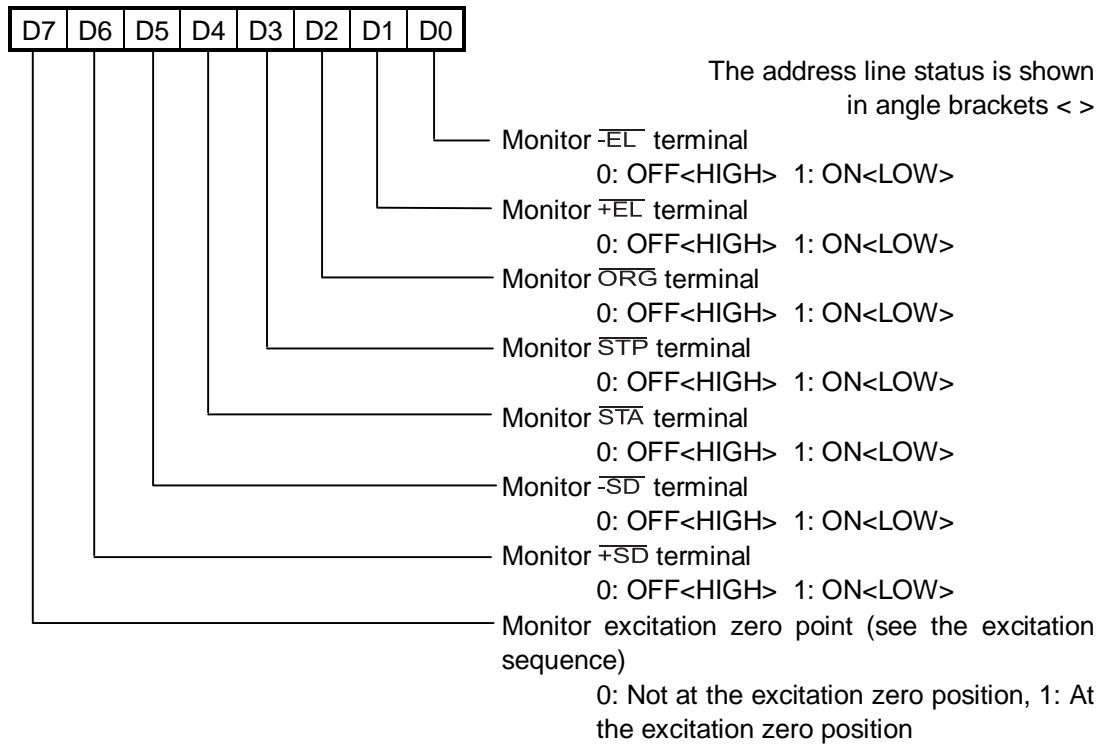 D7 D6 D5 D4 D3 D2 D1 D0
The address line status is shown
in angle brackets < >
Monitor -EL terminal
0: OFF<HIGH> 1: ON<LOW>
Monitor +EL terminal
0: OFF<HIGH> 1: ON<LOW>
Monitor ORG terminal
0: OFF<HIGH> 1: ON<LOW>
Monitor STP terminal
0: OFF<HIGH> 1: ON<LOW>
Monitor STA terminal
0: OFF<HIGH> 1: ON<LOW>
Monitor -SD terminal
0: OFF<HIGH> 1: ON<LOW>
Monitor +SD terminal
0: OFF<HIGH> 1: ON<LOW>
Monitor excitation zero point (see the excitation
sequence)
0: Not at the excitation zero position, 1: At
the excitation zero position